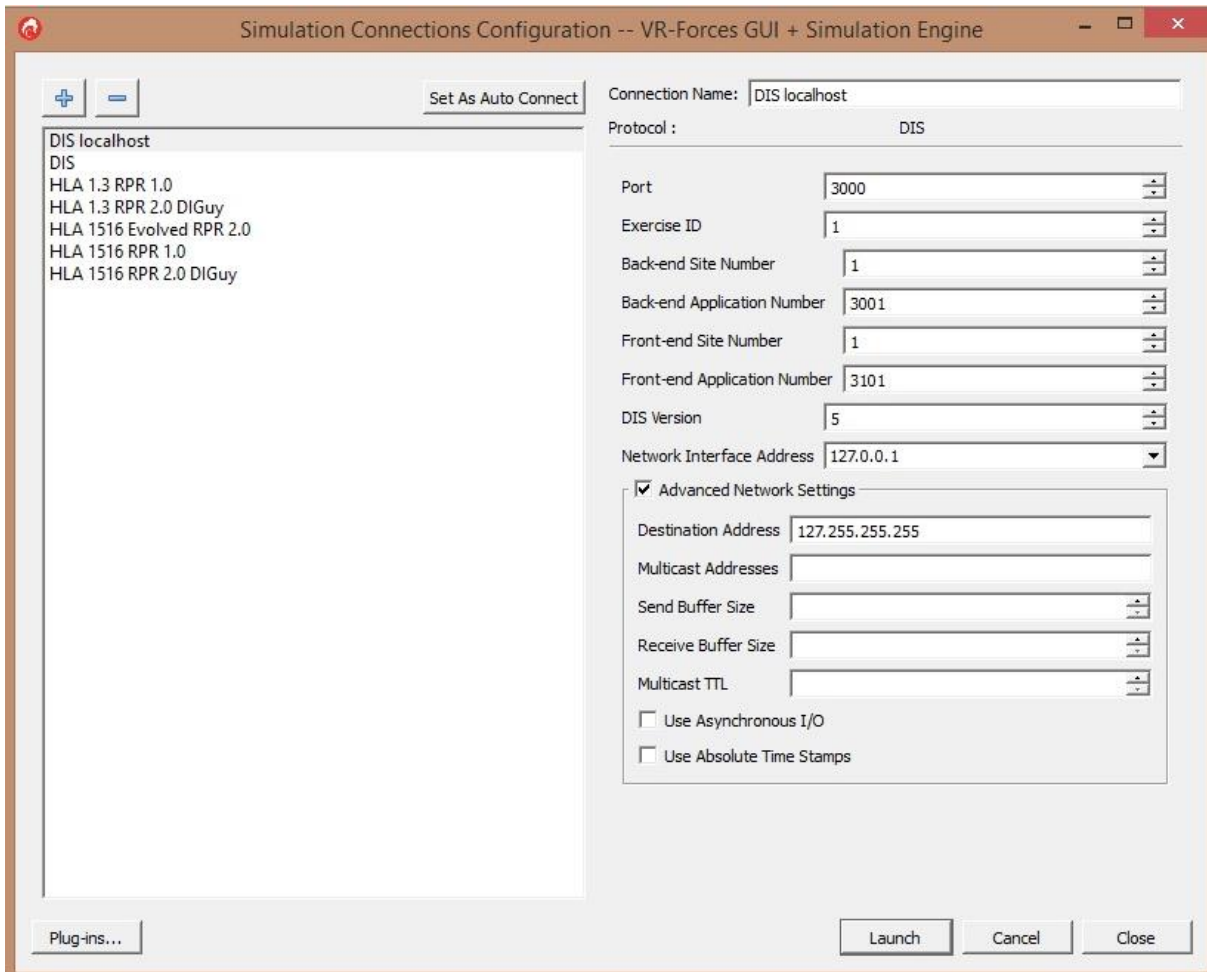 Simulation Connections Configuration -- VR-Forces GUI + Simulation Engine
Set As Auto Connect
DIS localhost
DIS
HLA 1.3 RPR 1.0
HLA 1.3 RPR 2.0 DIGuy
HLA 1516 Evolved RPR 2.0
HLA 1516 RPR 1.0
HLA 1516 RPR 2.0 DIGuy
Connection Name: DIS localhost
Protocol : DIS
Port 3000
Exercise ID 1
Back-end Site Number 1
Back-end Application Number 3001
Front-end Site Number 1
Front-end Application Number 3101
DIS Version 5
Network Interface Address 127.0.0.1
Advanced Network Settings
Destination Address 127.255.255.255
Multicast Addresses
Send Buffer Size
Receive Buffer Size
Multicast TTL
Use Asynchronous I/O
Use Absolute Time Stamps
Plug-ins... Launch Cancel Close